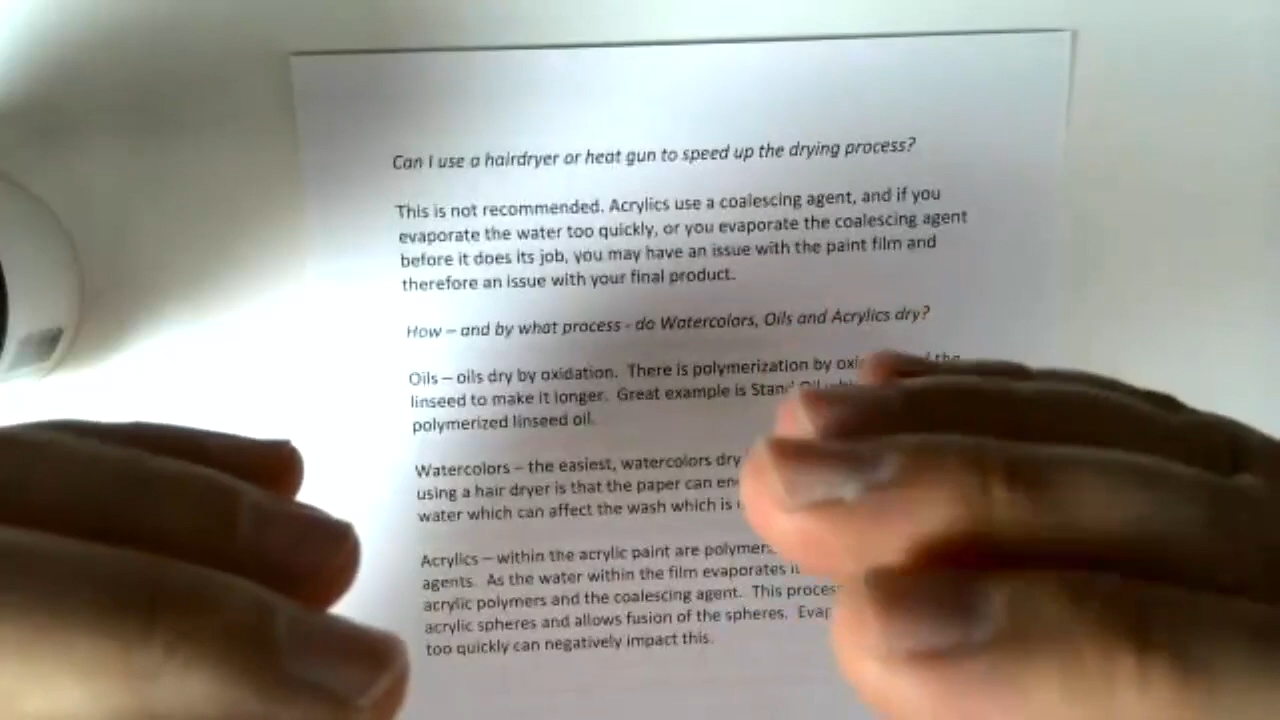 Can I use a hairdryer or heat gun to speed up the drying process?
This is not recommended. Acrylics use a coalescing agent, and if you
evaporate the water too quickly, or you evaporate the coalescing agent
before it does its job, you may have an issue with the paint film and
therefore an issue with your final product.
How – and by what process - do Watercolors, Oils and Acrylics dry?
Oils – oils dry by oxidation. There is polymerization by the
linseed to make it longer. Great example is Stand Oil
polymerized linseed oil.
Watercolors – the easiest, watercolors dry
using a hair dryer is that the paper can
water which can affect the wash which is
Acrylics – within the acrylic paint are
agents. As the water within the film evaporates
acrylic polymers and the coalescing agent. This
acrylic spheres and allows fusion of the spheres.
too quickly can negatively impact this.